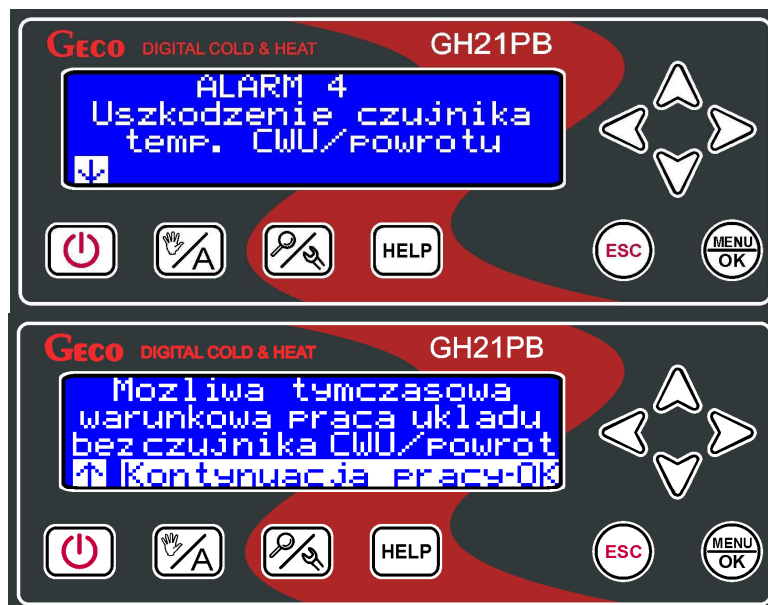 GECO DIGITAL COLD & HEAT GH21PB
ALARM 4
Uszkodzenie czujnika
temp. CWU/powrotu
↓
/A
HELP
ESC
MENU
OK
GECO DIGITAL COLD & HEAT GH21PB
Mozliwa tymczasowa
warunkowa praca ukladu
bez czujnika CWU/powrot
↑ Kontynuacja pracy-OK
/A
HELP
ESC
MENU
OK